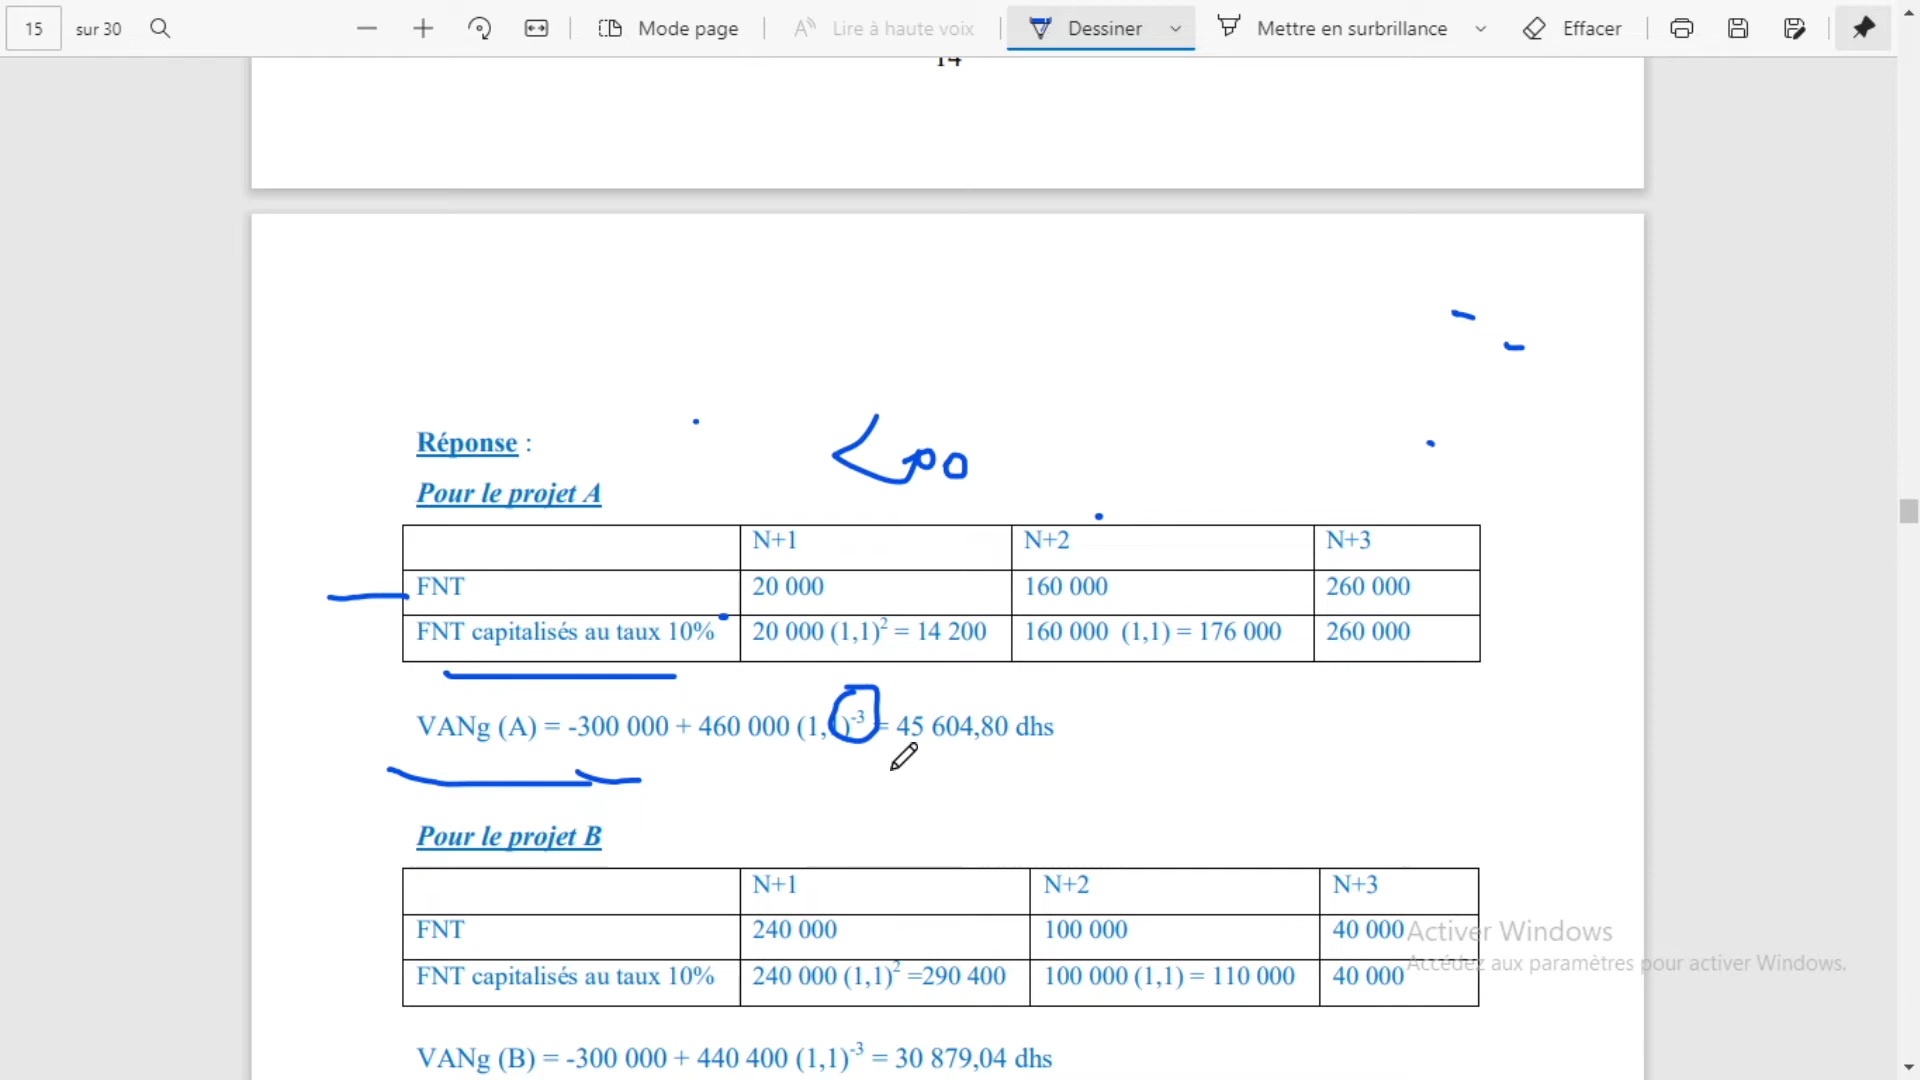 15 sur 30 Mode page Lire à haute voix Dessiner Mettre en surbrillance Effacer
14
Réponse :
Pour le projet A
N+1 N+2 N+3
FNT 20 000 160 000 260 000
FNT capitalisés au taux 10% 20 000 (1,1)² = 14 200 160 000 (1,1) = 176 000 260 000
VANg (A) = -300 000 + 460 000 (1,1)⁻³ = 45 604,80 dhs
Pour le projet B
N+1 N+2 N+3
FNT 240 000 100 000 40 000
FNT capitalisés au taux 10% 240 000 (1,1)² =290 400 100 000 (1,1) = 110 000 40 000
Activer Windows
Accédez aux paramètres pour activer Windows.
VANg (B) = -300 000 + 440 400 (1,1)⁻³ = 30 879,04 dhs